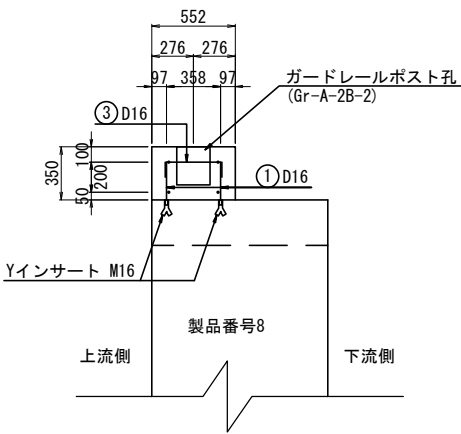 552
276 276
97 358 97
ガードレールポスト孔
(Gr-A-2B-2)
③D16
100
350
200
50
①D16
Yインサート M16
製品番号8
上流側
下流側